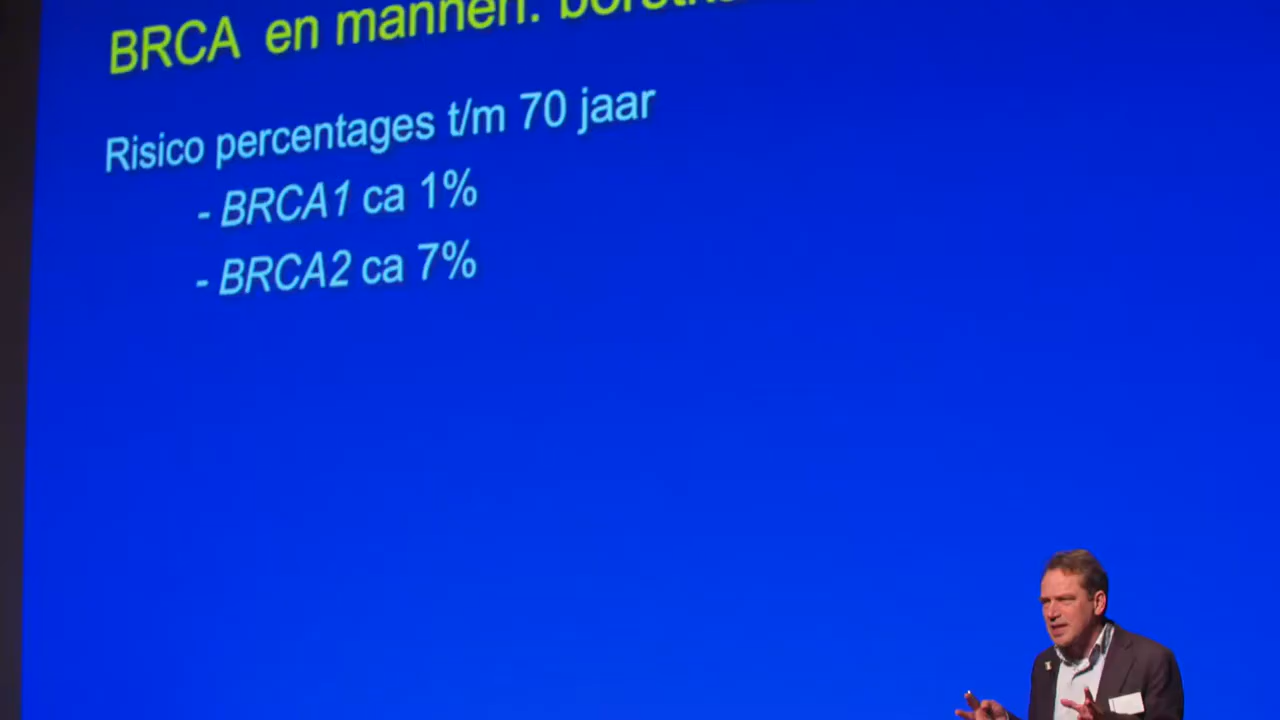 BRCA en mannen:
Risico percentages t/m 70 jaar
- BRCA1 ca 1%
- BRCA2 ca 7%